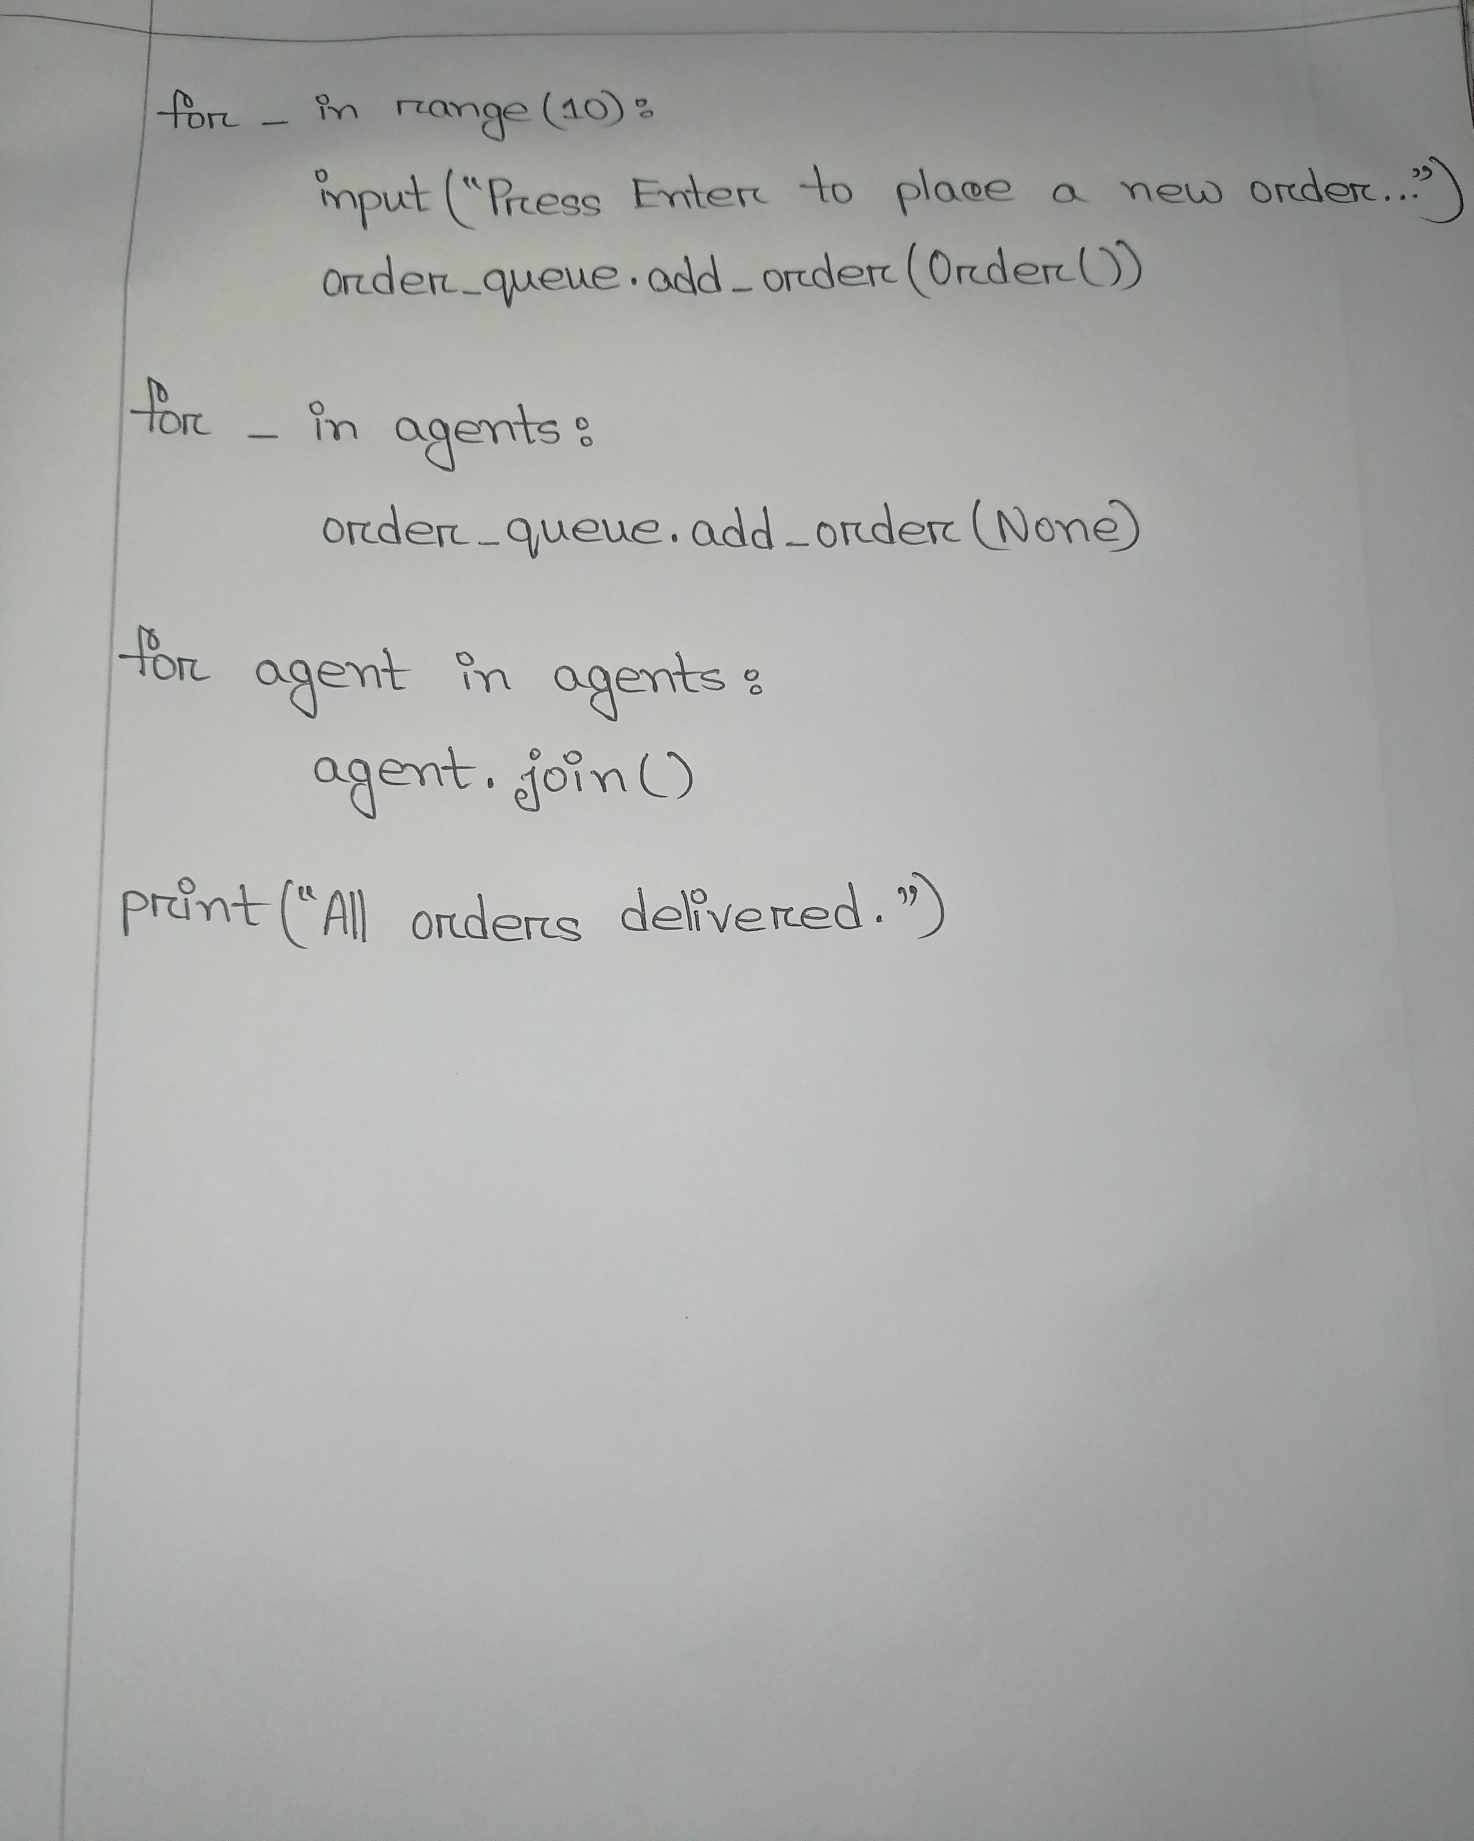 for _ in range(10):
input("Press Enter to place a new order...")
order_queue.add_order(Order())
for _ in agents:
order_queue.add_order(None)
for agent in agents:
agent.join()
print("All orders delivered.")